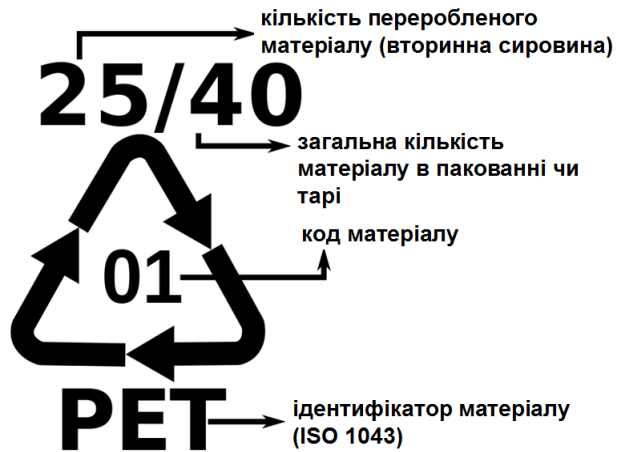 кількість переробленого
матеріалу (вторинна сировина)
25/40
загальна кількість
матеріалу в пакованні чи
тарі
код матеріалу
01
PET
ідентифікатор матеріалу
(ISO 1043)